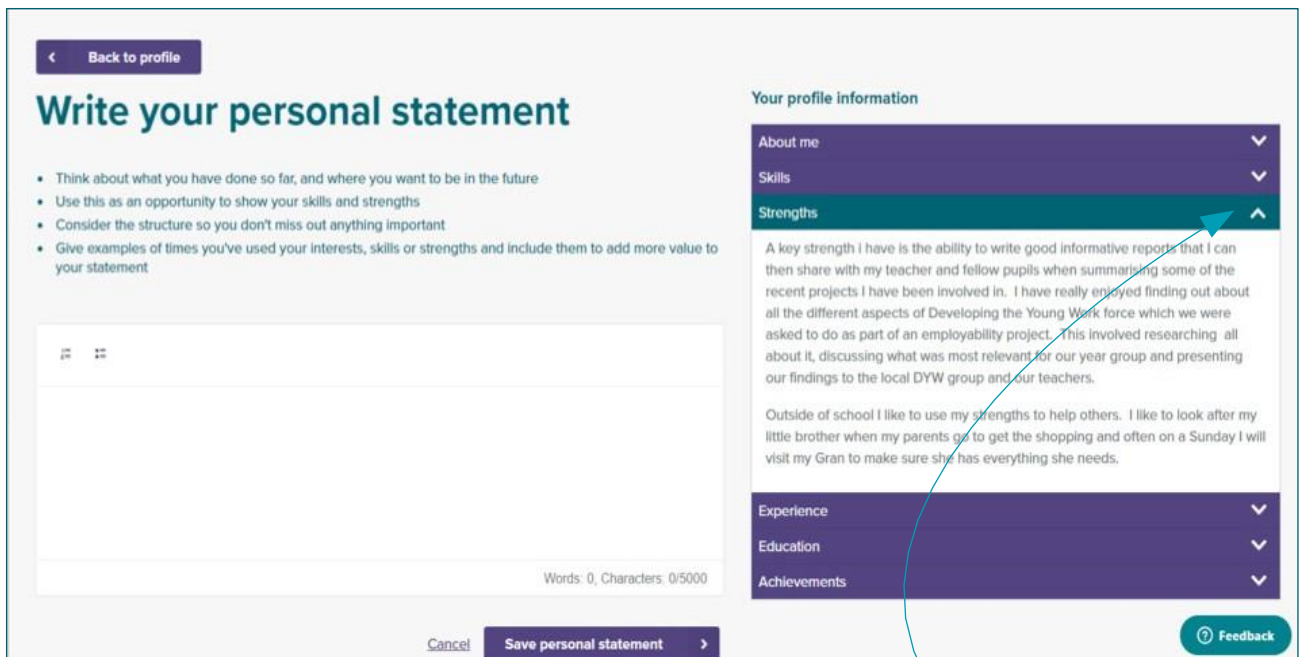 Back to profile
Write your personal statement
Think about what you have done so far, and where you want to be in the future
Use this as an opportunity to show your skills and strengths
Consider the structure so you don't miss out anything important
Give examples of times you've used your interests, skills or strengths and include them to add more value to
your statement
Words: 0, Characters: 0/5000
Cancel
Save personal statement
Your profile information
About me
Skills
Strengths
A key strength i have is the ability to write good informative reports that I can
then share with my teacher and fellow pupils when summarising some of the
recent projects I have been involved in. I have really enjoyed finding out about
all the different aspects of Developing the Young Work force which we were
asked to do as part of an employability project. This involved researching all
about it, discussing what was most relevant for our year group and presenting
our findings to the local DYW group and our teachers.
Outside of school I like to use my strengths to help others. I like to look after my
little brother when my parents go to get the shopping and often on a Sunday I will
visit my Gran to make sure she has everything she needs.
Experience
Education
Achievements
Feedback